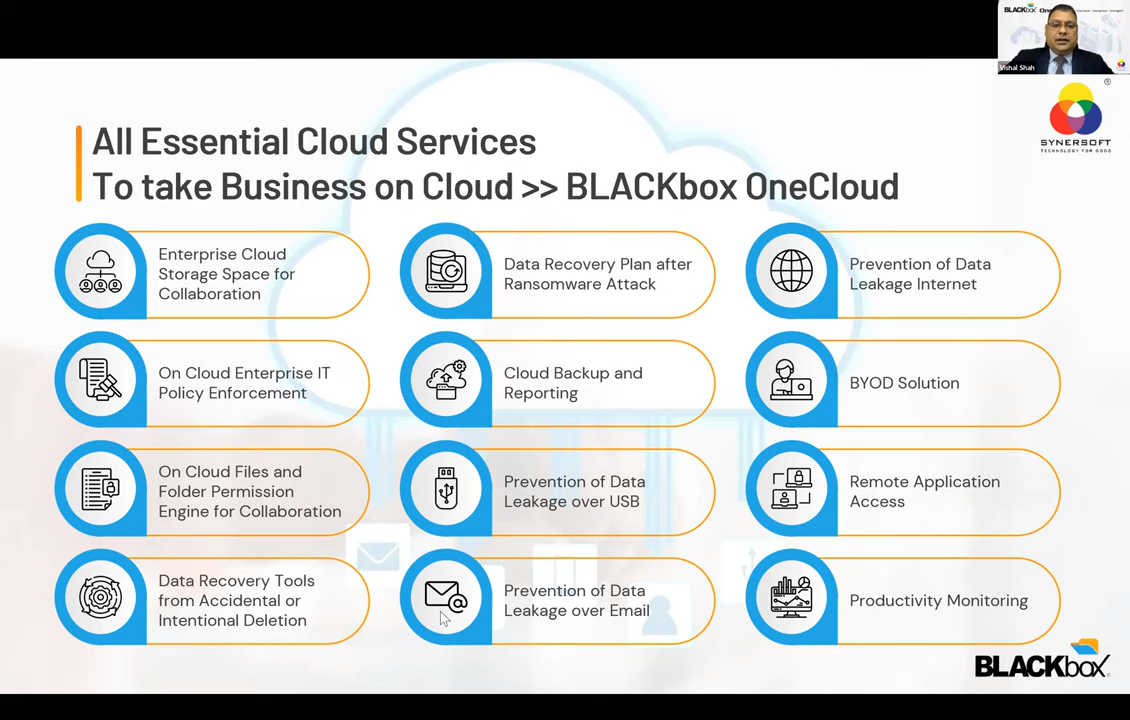 BLACKbox
Vishal Shah
SYNERSOFT
TECHNOLOGY FOR GOOD
All Essential Cloud Services
To take Business on Cloud >> BLACKbox OneCloud
Enterprise Cloud
Storage Space for
Collaboration
On Cloud Enterprise IT
Policy Enforcement
On Cloud Files and
Folder Permission
Engine for Collaboration
Data Recovery Tools
from Accidental or
Intentional Deletion
Data Recovery Plan after
Ransomware Attack
Cloud Backup and
Reporting
Prevention of Data
Leakage over USB
Prevention of Data
Leakage over Email
Prevention of Data
Leakage Internet
BYOD Solution
Remote Application
Access
Productivity Monitoring
BLACKbox